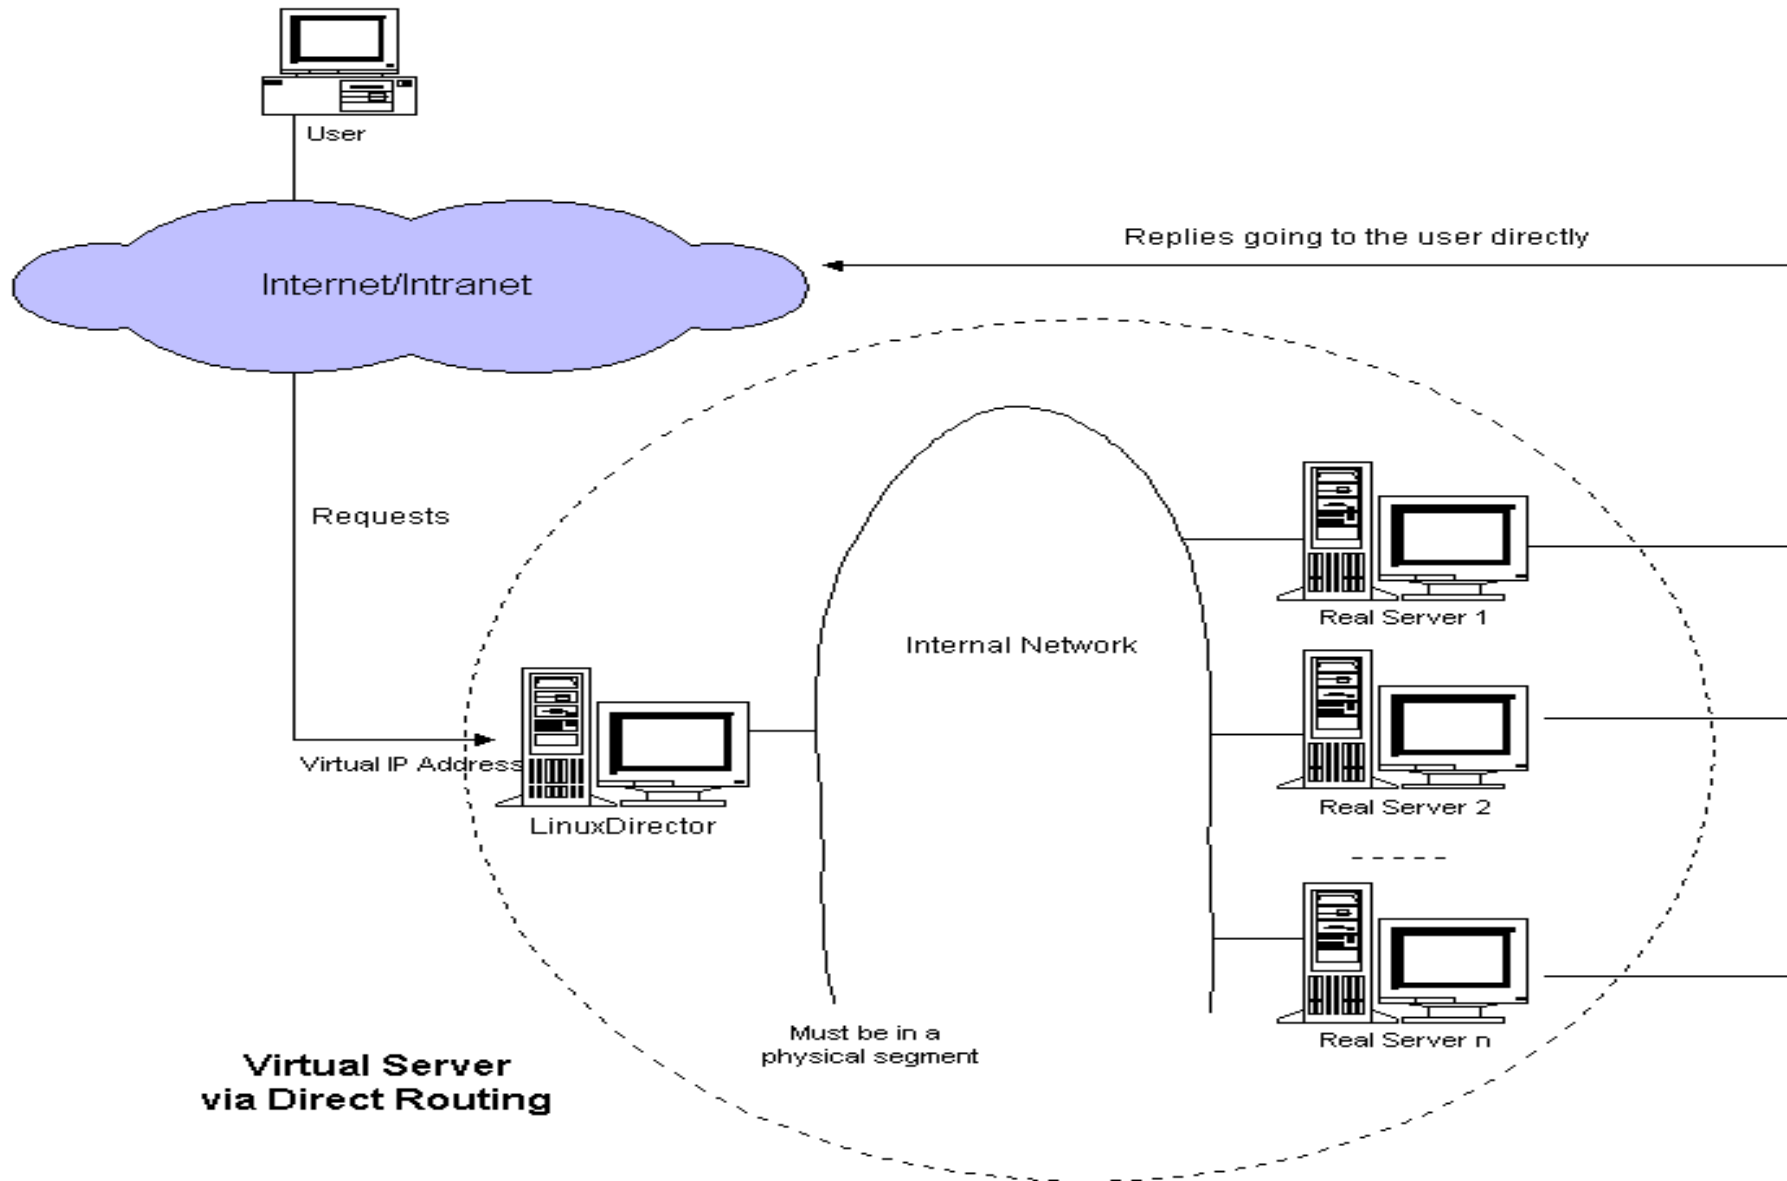 User
Internet/Intranet
Replies going to the user directly
Requests
Internal Network
Real Server 1
Virtual IP Address
LinuxDirector
Real Server 2
Must be in a
physical segment
Real Server n
Virtual Server
via Direct Routing